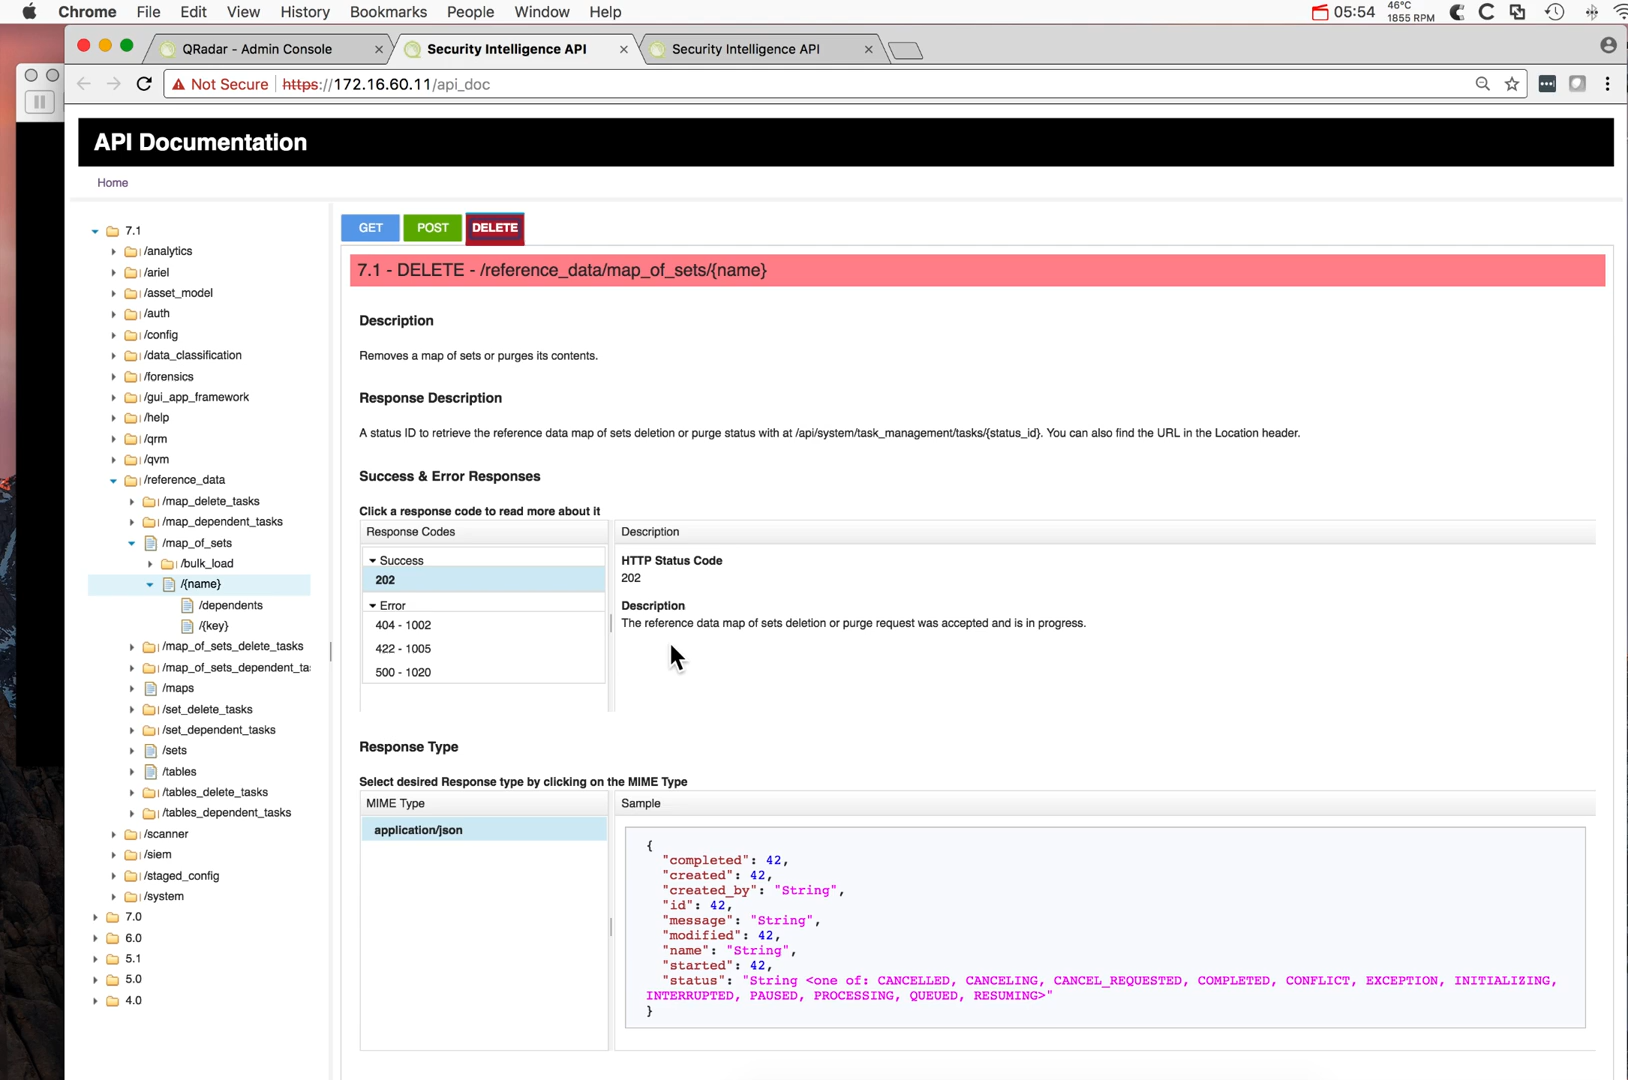 Chrome File Edit View History Bookmarks People Window Help 05:54 46°C 1855 RPM
QRadar - Admin Console × Security Intelligence API × Security Intelligence API ×
Not Secure https://172.16.60.11/api_doc
API Documentation
Home
7.1
/analytics
/ariel
/asset_model
/auth
/config
/data_classification
/forensics
/gui_app_framework
/help
/qrm
/qvm
/reference_data
/map_delete_tasks
/map_dependent_tasks
/map_of_sets
/bulk_load
/{name}
/dependents
/{key}
/map_of_sets_delete_tasks
/map_of_sets_dependent_ta
/maps
/set_delete_tasks
/set_dependent_tasks
/sets
/tables
/tables_delete_tasks
/tables_dependent_tasks
/scanner
/siem
/staged_config
/system
7.0
6.0
5.1
5.0
4.0
GET POST DELETE
7.1 - DELETE - /reference_data/map_of_sets/{name}
Description
Removes a map of sets or purges its contents.
Response Description
A status ID to retrieve the reference data map of sets deletion or purge status with at /api/system/task_management/tasks/{status_id}. You can also find the URL in the Location header.
Success & Error Responses
Click a response code to read more about it
Response Codes
Success
202
Error
404 - 1002
422 - 1005
500 - 1020
Description
HTTP Status Code
202
Description
The reference data map of sets deletion or purge request was accepted and is in progress.
Response Type
Select desired Response type by clicking on the MIME Type
MIME Type
application/json
Sample
{
"completed": 42,
"created": 42,
"created_by": "String",
"id": 42,
"message": "String",
"modified": 42,
"name": "String",
"started": 42,
"status": "String <one of: CANCELLED, CANCELING, CANCEL_REQUESTED, COMPLETED, CONFLICT, EXCEPTION, INITIALIZING,
INTERRUPTED, PAUSED, PROCESSING, QUEUED, RESUMING>"
}